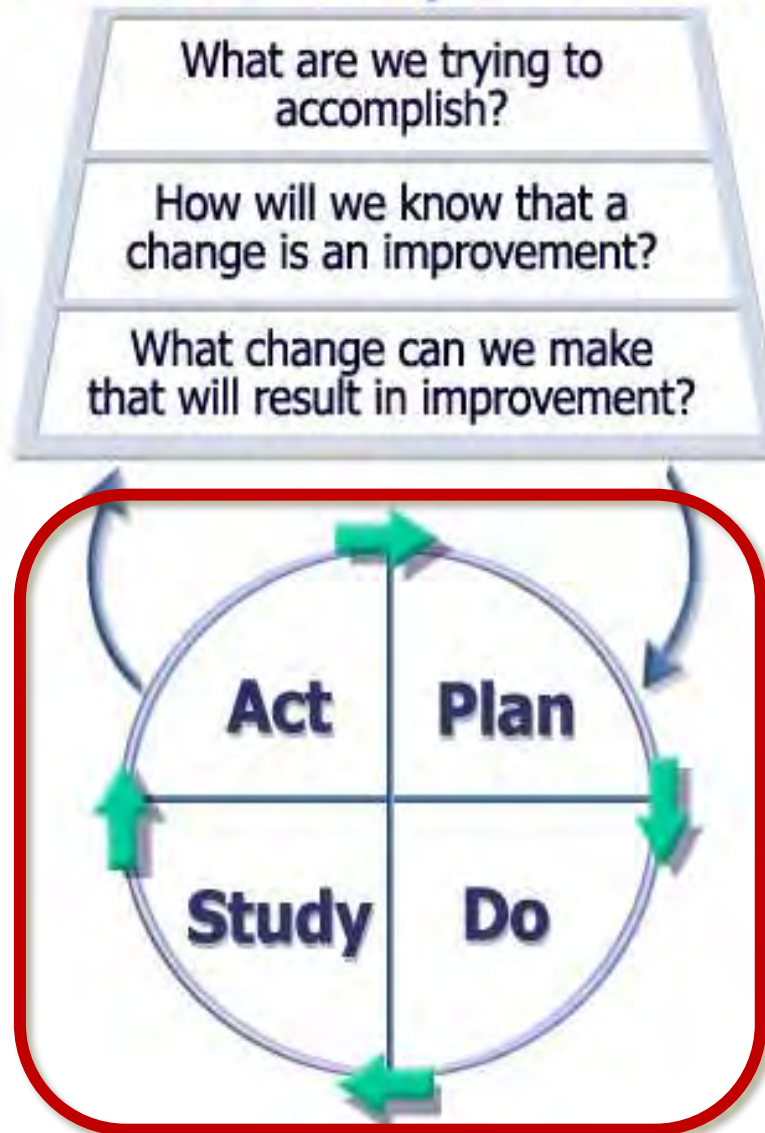 What are we trying to
accomplish?
How will we know that a
change is an improvement?
What change can we make
that will result in improvement?
Act
Plan
Study
Do